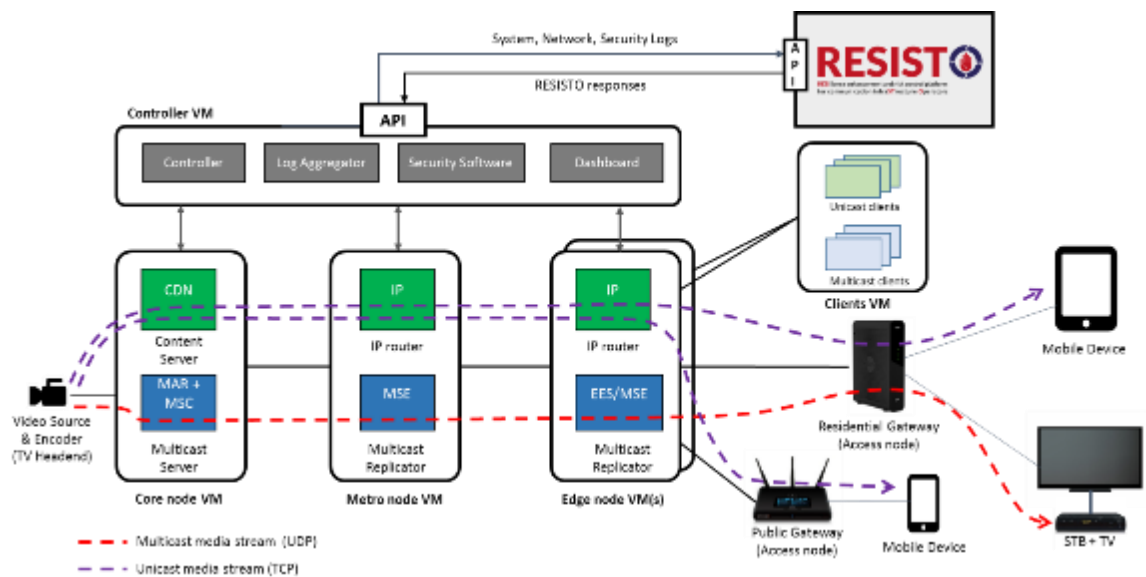 System, Network, Security Logs
RESISTO responses
API
RESISTO
Controller VM
API
Controller
Log Aggregator
Security Software
Dashboard
Unicast clients
Multicast clients
Clients VM
CDN
Content
Server
MAR +
MSC
Multicast
Server
Core node VM
IP
IP router
MSE
Multicast
Replicator
Metro node VM
IP
IP router
EES/MSE
Multicast
Replicator
Edge node VM(s)
Video Source
& Encoder
(TV Headend)
Mobile Device
Residential Gateway
(Access node)
Public Gateway
(Access node)
Mobile Device
STB + TV
Multicast media stream (UDP)
Unicast media stream (TCP)